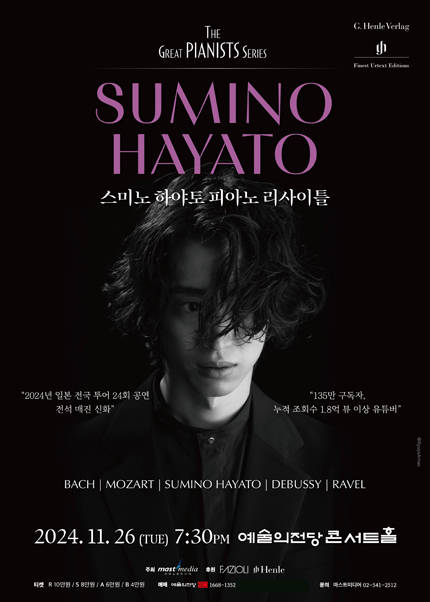 THE
GREAT PIANISTS SERIES
G. Henle Verlag
Finest Urtext Editions
SUMINO
HAYATO
스미노 하야토 피아노 리사이틀
"2024년 일본 전국 투어 24회 공연
전석 매진 신화"
"135만 구독자,
누적 조회수 1.8억 뷰 이상 유튜버"
BACH | MOZART | SUMINO HAYATO | DEBUSSY | RAVEL
2024. 11. 26 (TUE) 7:30PM 예술의전당 콘서트홀
주최 mast media 후원 FAZIOLI Henle
티켓 R 10만원 / S 8만원 / A 6만원 / B 4만원 예매 예술의전당 1668-1352 문의 마스트미디어 02-541-2512